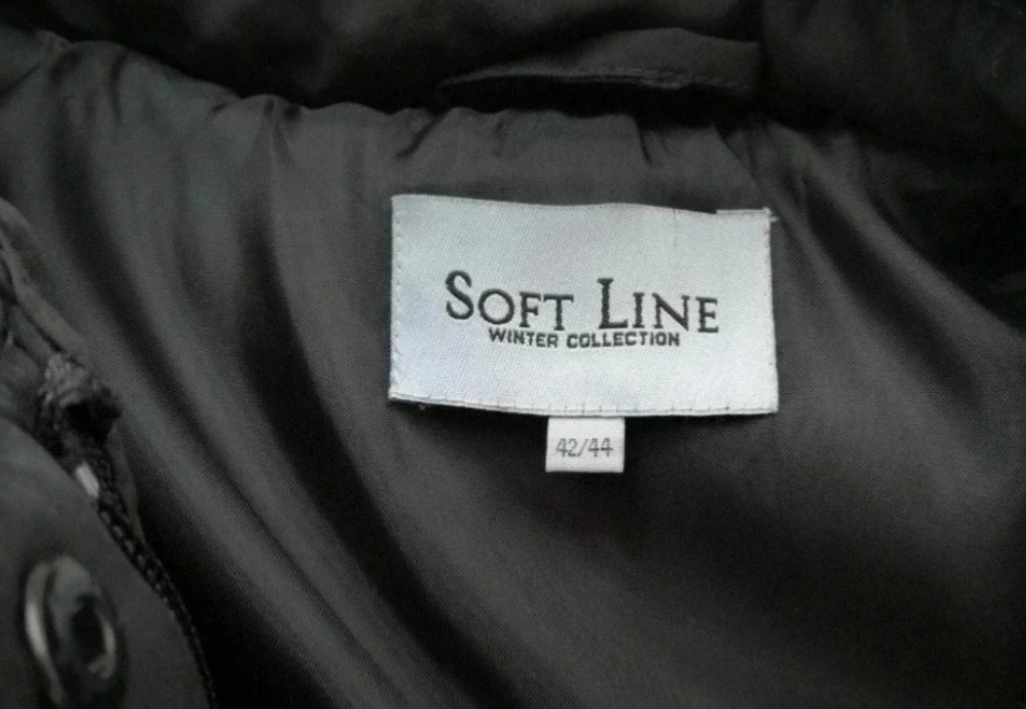 SOFT LINE
WINTER COLLECTION
42/44